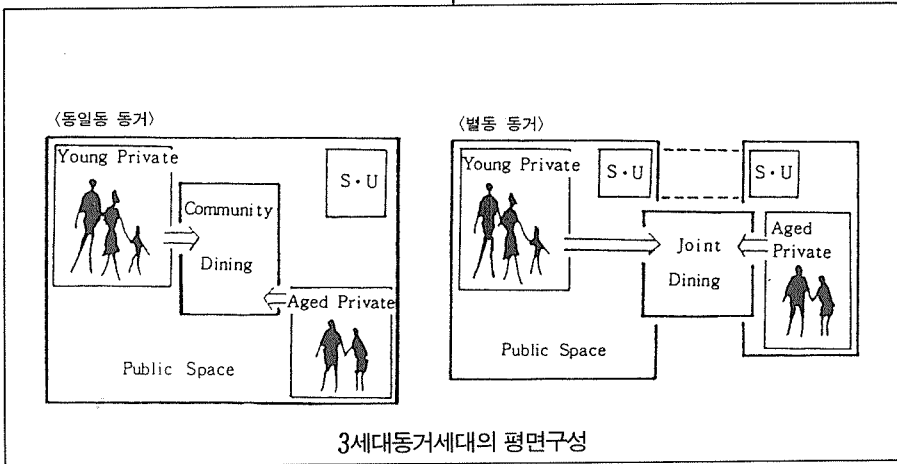 〈동일동 동거〉
Young Private
S·U
Community
Dining
Aged Private
Public Space
〈별동 동거〉
Young Private
S·U
S·U
Joint
Dining
Aged
Private
Public Space
3세대동거세대의 평면구성